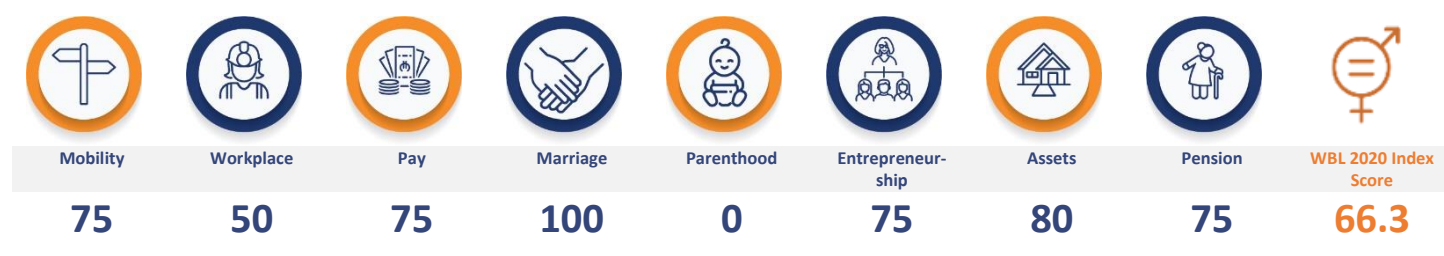 Mobility Workplace Pay Marriage Parenthood Entrepreneur- Assets Pension WBL 2020 Index
ship Score
75 50 75 100 0 75 80 75 66.3